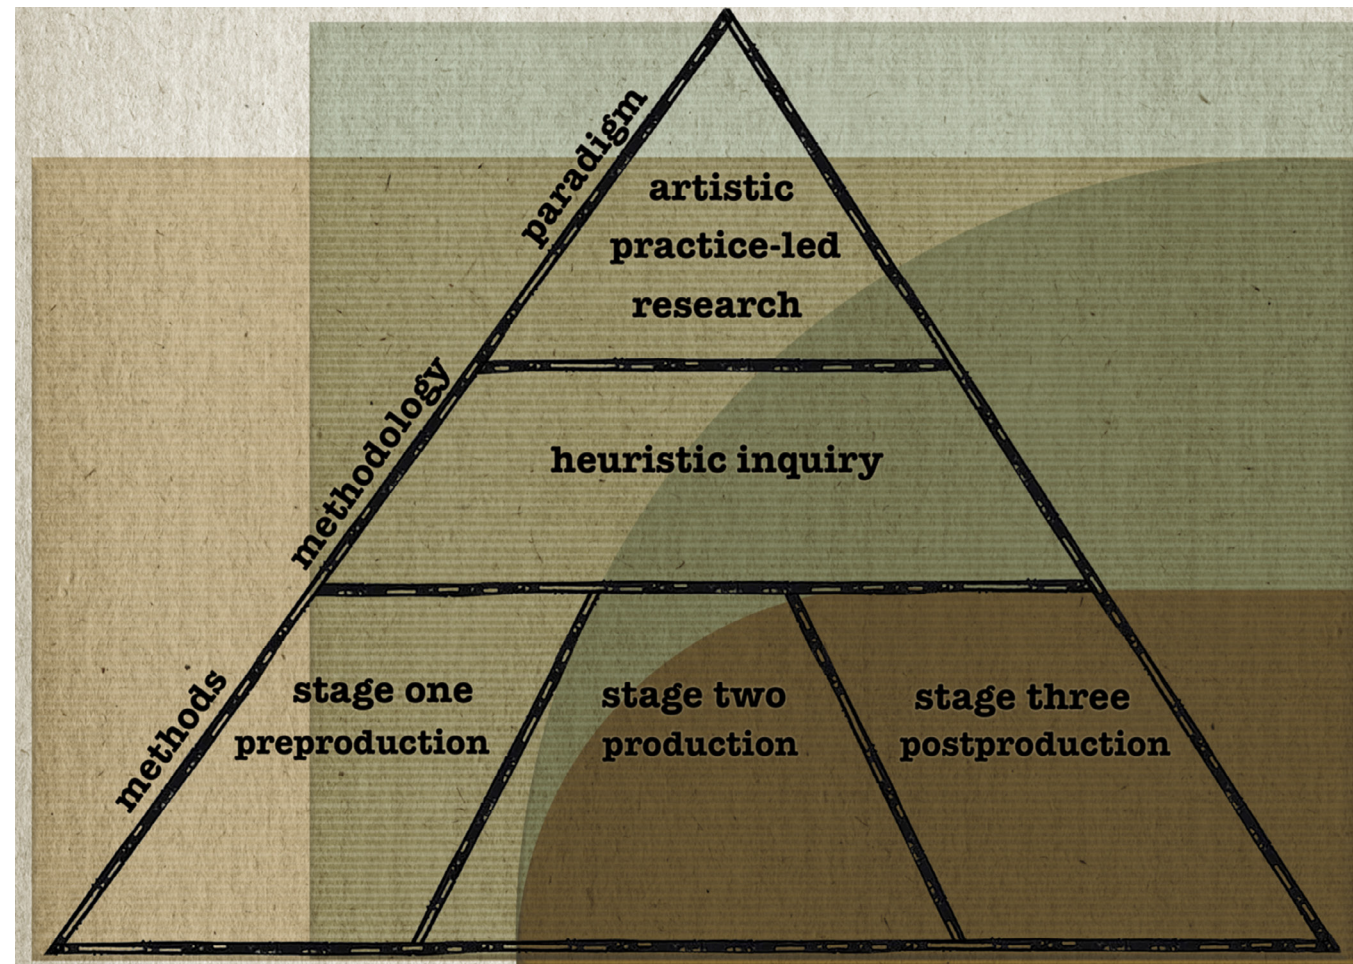 paradigm
artistic
practice-led
research
methodology
heuristic inquiry
methods
stage one
preproduction
stage two
production
stage three
postproduction